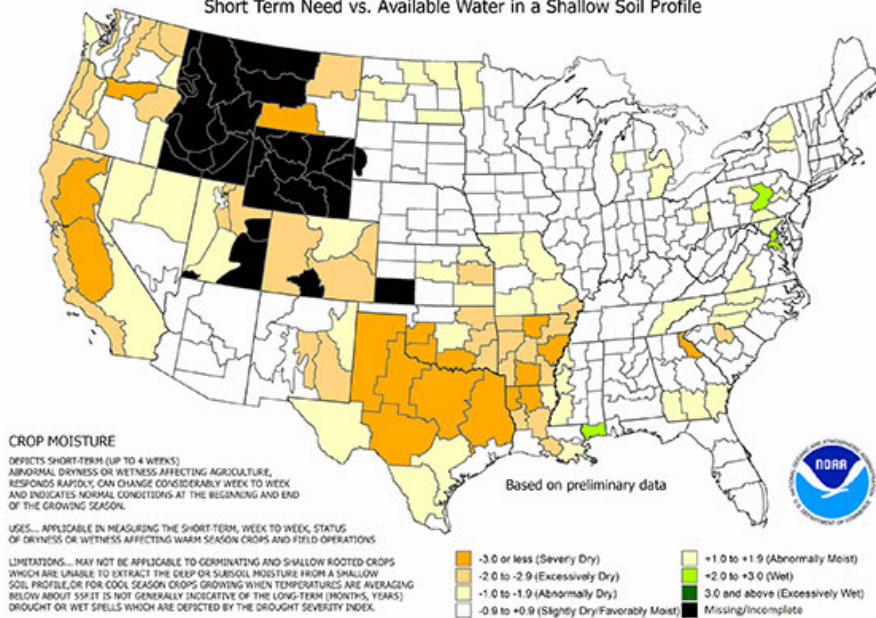 Short Term Need vs. Available Water in a Shallow Soil Profile
CROP MOISTURE
DEPICTS SHORT-TERM (UP TO 4 WEEKS)
ABNORMAL DRYNESS OR WETNESS AFFECTING AGRICULTURE,
RESPONDS RAPIDLY, CAN CHANGE CONSIDERABLY WEEK TO WEEK
AND INDICATES NORMAL CONDITIONS AT THE BEGINNING AND END
OF THE GROWING SEASON.
USES... APPLICABLE IN MEASURING THE SHORT-TERM, WEEK TO WEEK, STATUS
OF DRYNESS OR WETNESS AFFECTING WARM SEASON CROPS AND FIELD OPERATIONS
LIMITATIONS... MAY NOT BE APPLICABLE TO GERMINATING AND SHALLOW ROOTED CROPS
WHICH ARE UNABLE TO EXTRACT THE DEEP OR SUBSOIL MOISTURE FROM A SHALLOW
SOIL PROFILE,OR FOR COOL SEASON CROPS GROWING WHEN TEMPERATURES ARE AVERAGING
BELOW ABOUT 55F.IT IS NOT GENERALLY INDICATIVE OF THE LONG-TERM (MONTHS, YEARS)
DROUGHT OR WET SPELLS WHICH ARE DEPICTED BY THE DROUGHT SEVERITY INDEX.
Based on preliminary data
NATIONAL OCEANIC AND ATMOSPHERIC ADMINISTRATION
NOAA
U.S. DEPARTMENT OF COMMERCE
-3.0 or less (Severly Dry)
-2.0 to -2.9 (Excessively Dry)
-1.0 to -1.9 (Abnormally Dry)
-0.9 to +0.9 (Slightly Dry/Favorably Moist)
+1.0 to +1.9 (Abnormally Moist)
+2.0 to +3.0 (Wet)
3.0 and above (Excessively Wet)
Missing/Incomplete